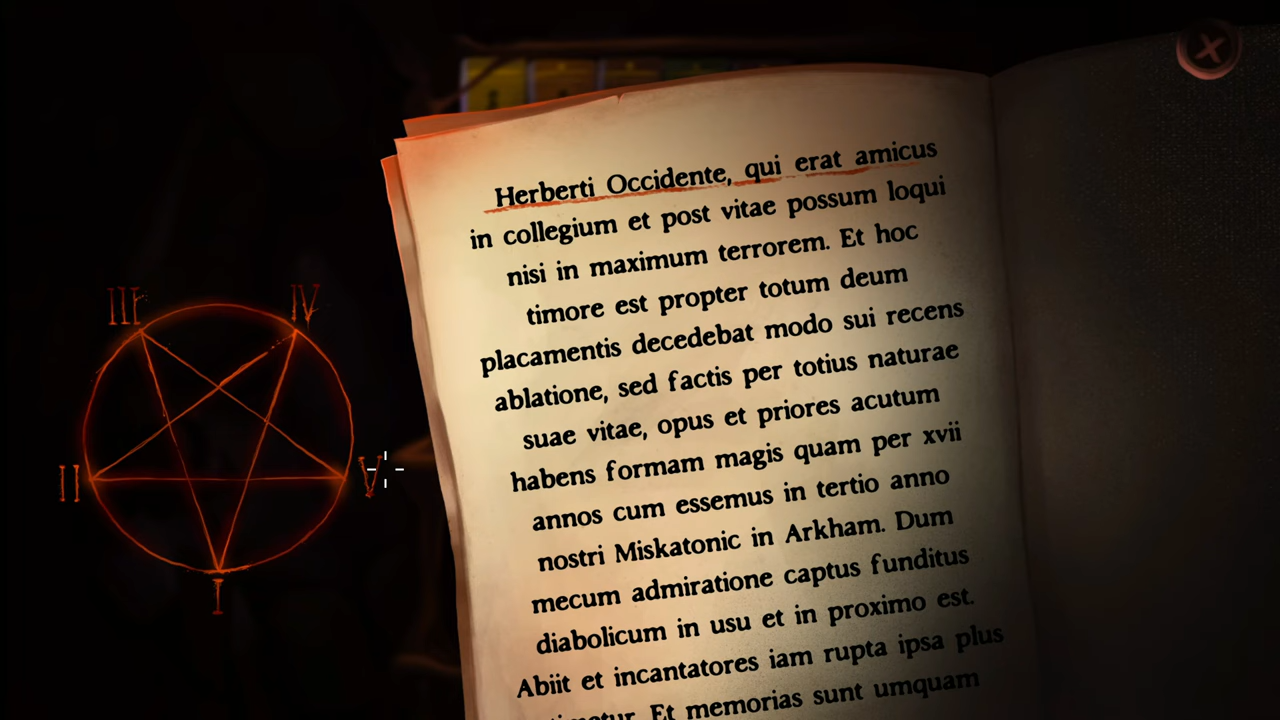 III
IV
II
V
I
Herberti Occidente, qui erat amicus
in collegium et post vitae possum loqui
nisi in maximum terrorem. Et hoc
timore est propter totum deum
placamentis decedebat modo sui recens
ablatione, sed factis per totius naturae
suae vitae, opus et priores acutum
habens formam magis quam per xvii
annos cum essemus in tertio anno
nostri Miskatonic in Arkham. Dum
mecum admiratione captus funditus
diabolicum in usu et in proximo est.
Abiit et incantatores iam rupta ipsa plus
Et memorias sunt umquam